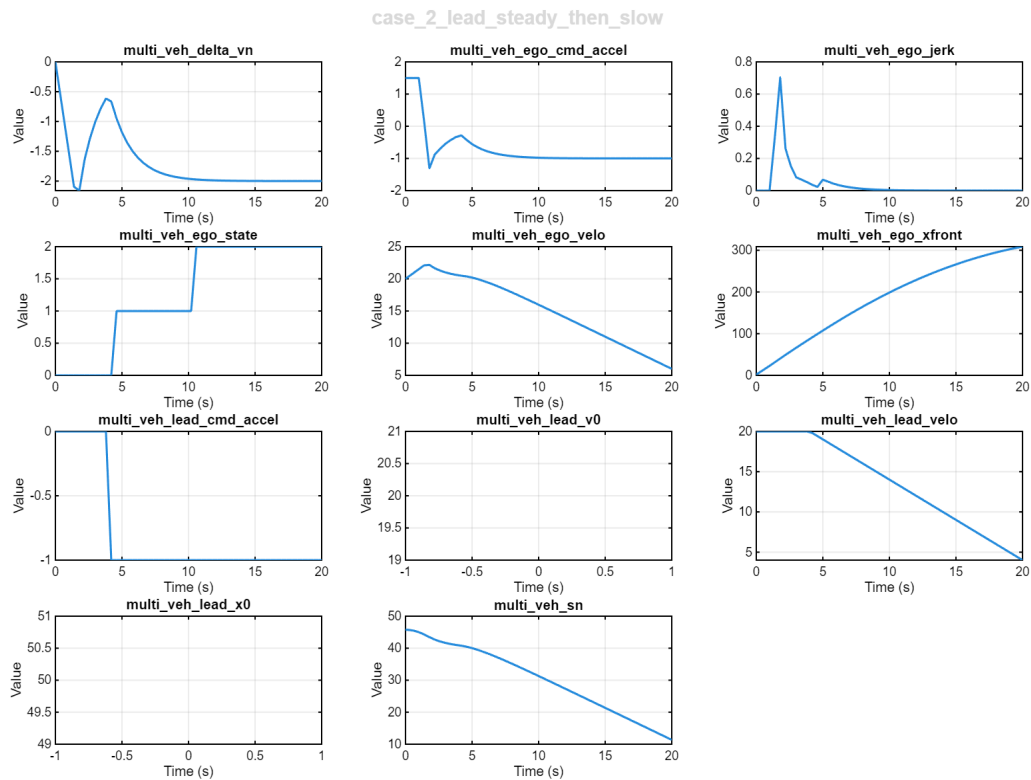 case_2_lead_steady_then_slow
multi_veh_delta_vn
Value
0
-0.5
-1
-1.5
-2
0 5 10 15 20
Time (s)
multi_veh_ego_cmd_accel
Value
2
1
0
-1
-2
0 5 10 15 20
Time (s)
multi_veh_ego_jerk
Value
0.8
0.6
0.4
0.2
0
0 5 10 15 20
Time (s)
multi_veh_ego_state
Value
2
1.5
1
0.5
0
0 5 10 15 20
Time (s)
multi_veh_ego_velo
Value
25
20
15
10
5
0 5 10 15 20
Time (s)
multi_veh_ego_xfront
Value
300
200
100
0
0 5 10 15 20
Time (s)
multi_veh_lead_cmd_accel
Value
0
-0.5
-1
0 5 10 15 20
Time (s)
multi_veh_lead_v0
Value
21
20.5
20
19.5
19
-1 -0.5 0 0.5 1
Time (s)
multi_veh_lead_velo
Value
20
15
10
5
0 5 10 15 20
Time (s)
multi_veh_lead_x0
Value
51
50.5
50
49.5
49
-1 -0.5 0 0.5 1
Time (s)
multi_veh_sn
Value
50
40
30
20
10
0 5 10 15 20
Time (s)